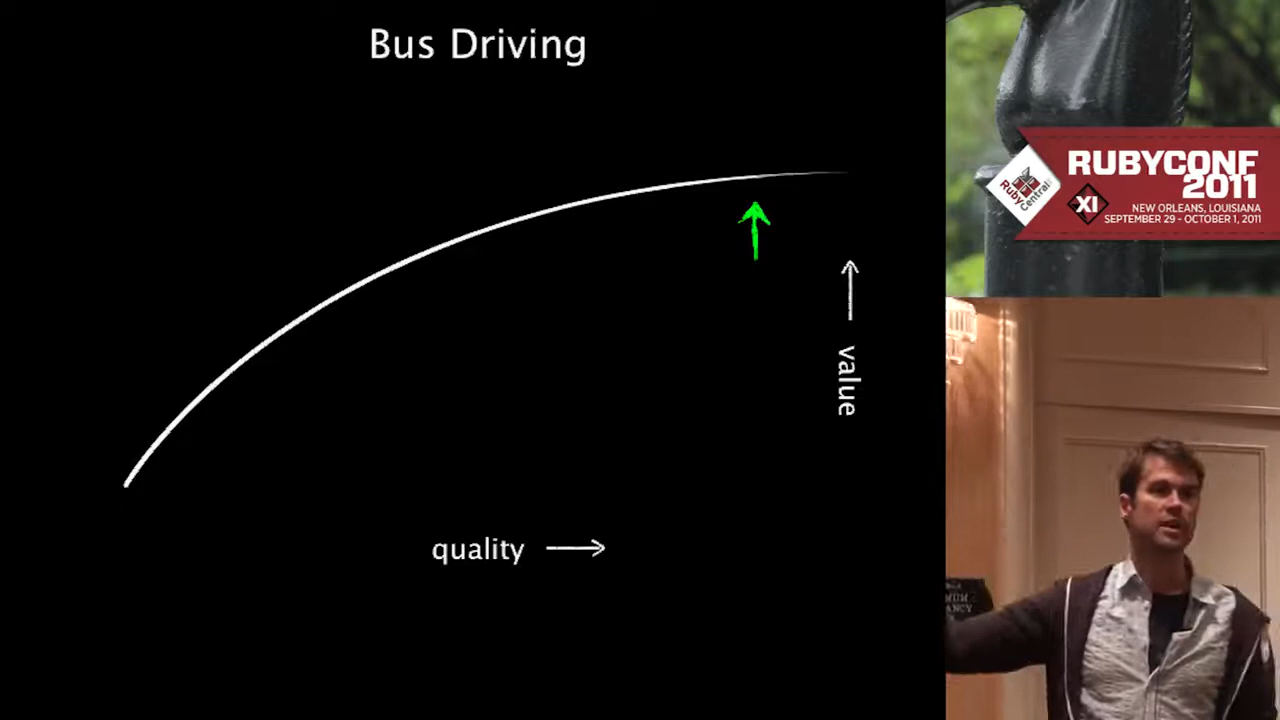 Bus Driving
value
quality
RUBYCONF
2011
NEW ORLEANS, LOUISIANA
SEPTEMBER 29 - OCTOBER 1, 2011
Ruby Central
XI